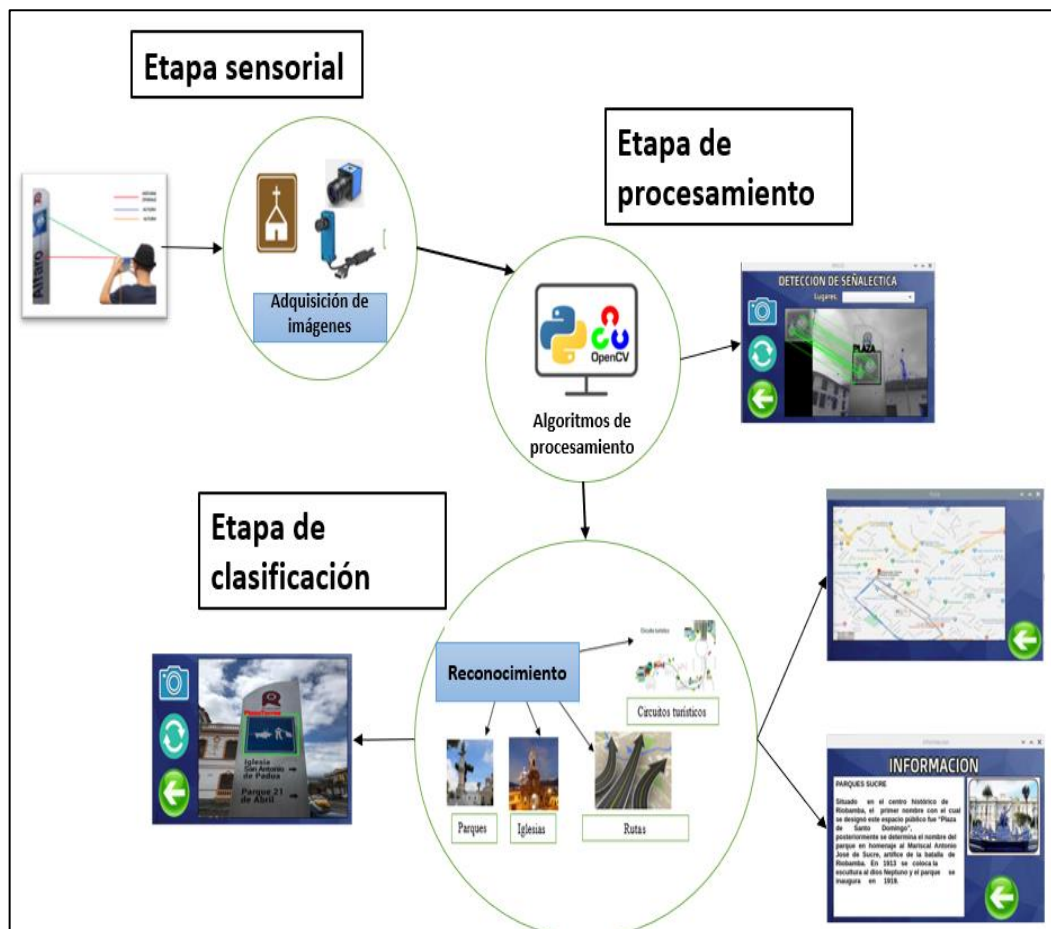 Etapa sensorial
Etapa de
procesamiento
Alfaro
Adquisición de
imágenes
OpenCV
Algoritmos de
procesamiento
DETECCION DE SEÑALECTICA
Lugares:
PLAZA
Etapa de
clasificación
Reconocimiento
Circuito turístico
Circuitos turísticos
Parques
Iglesias
Rutas
Iglesia
San Antonio
de Padua
Parque 21
de Abril
Informacion
INFORMACION
PARQUES SUCRE
Situado en el centro histórico de
Riobamba, el primer nombre con el cual
se designó este espacio público fue "Plaza
de Santo Domingo",
posteriormente se determina el nombre del
parque en homenaje al Mariscal Antonio
José de Sucre, artífice de la batalla de
Riobamba. En 1913 se coloca la
escultura al dios Neptuno y el parque se
inaugura en 1919.